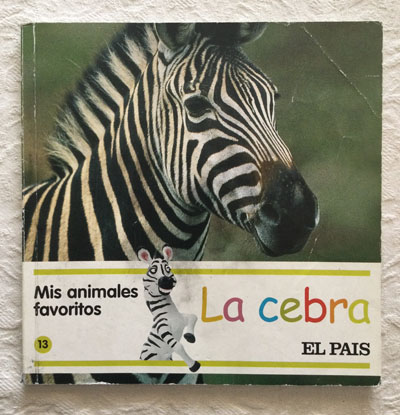 Mis animales
favoritos
La cebra
13
EL PAIS